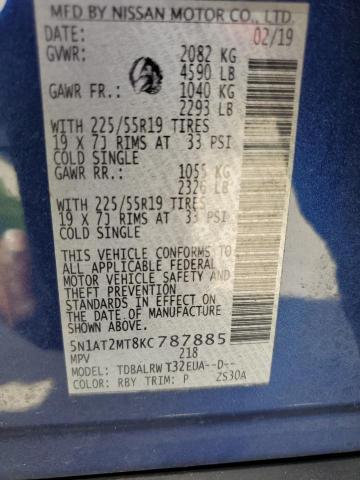 MFD BY NISSAN MOTOR CO., LTD.
DATE: 02/19
GVWR: 2082 KG
4590 LB
GAWR FR.: 1040 KG
2293 LB
WITH 225/55R19 TIRES
19 X 7J RIMS AT 33 PSI
COLD SINGLE
GAWR RR.: 1055 KG
2326 LB
WITH 225/55R19 TIRES
19 X 7J RIMS AT 33 PSI
COLD SINGLE
THIS VEHICLE CONFORMS TO
ALL APPLICABLE FEDERAL
MOTOR VEHICLE SAFETY AND
THEFT PREVENTION
STANDARDS IN EFFECT ON
THE DATE OF MANUFACTURE
SHOWN ABOVE.
5N1AT2MT8KC787885
MPV 218
MODEL: TDBALRWT32EUA--D--
COLOR: RBY TRIM: P ZS30A